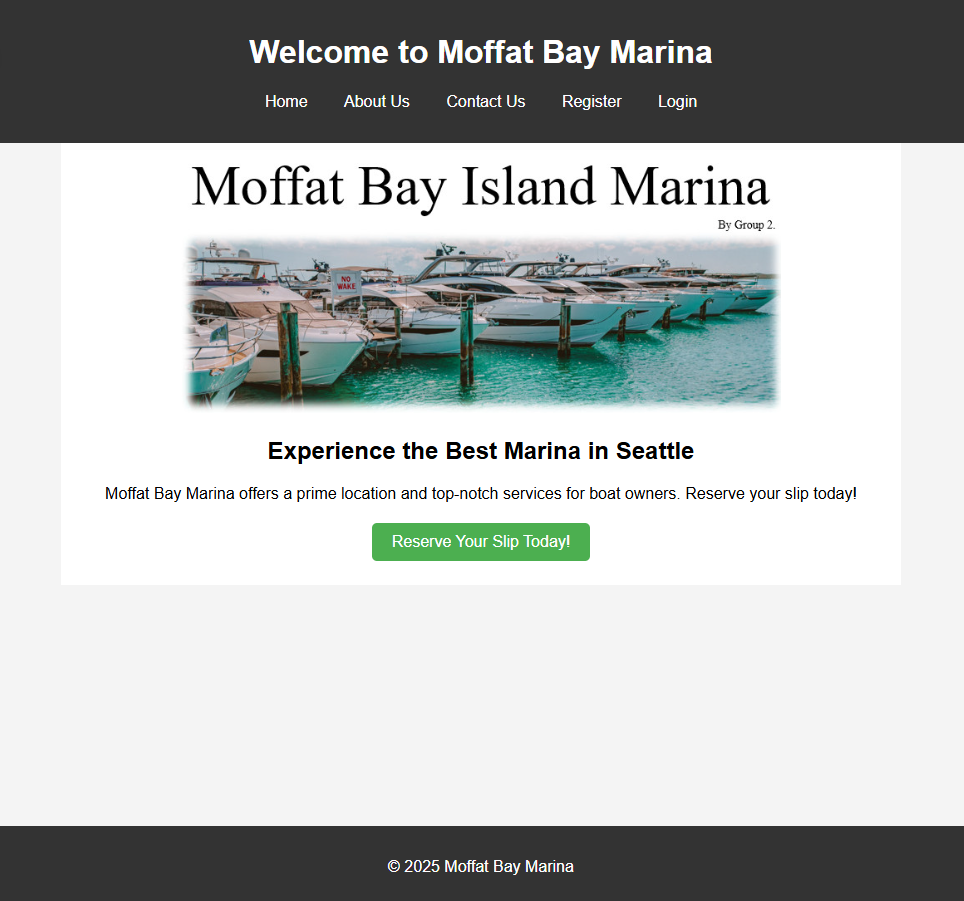 Welcome to Moffat Bay Marina
Home About Us Contact Us Register Login
Moffat Bay Island Marina
By Group 2.
NO
WAKE
Experience the Best Marina in Seattle
Moffat Bay Marina offers a prime location and top-notch services for boat owners. Reserve your slip today!
Reserve Your Slip Today!
© 2025 Moffat Bay Marina